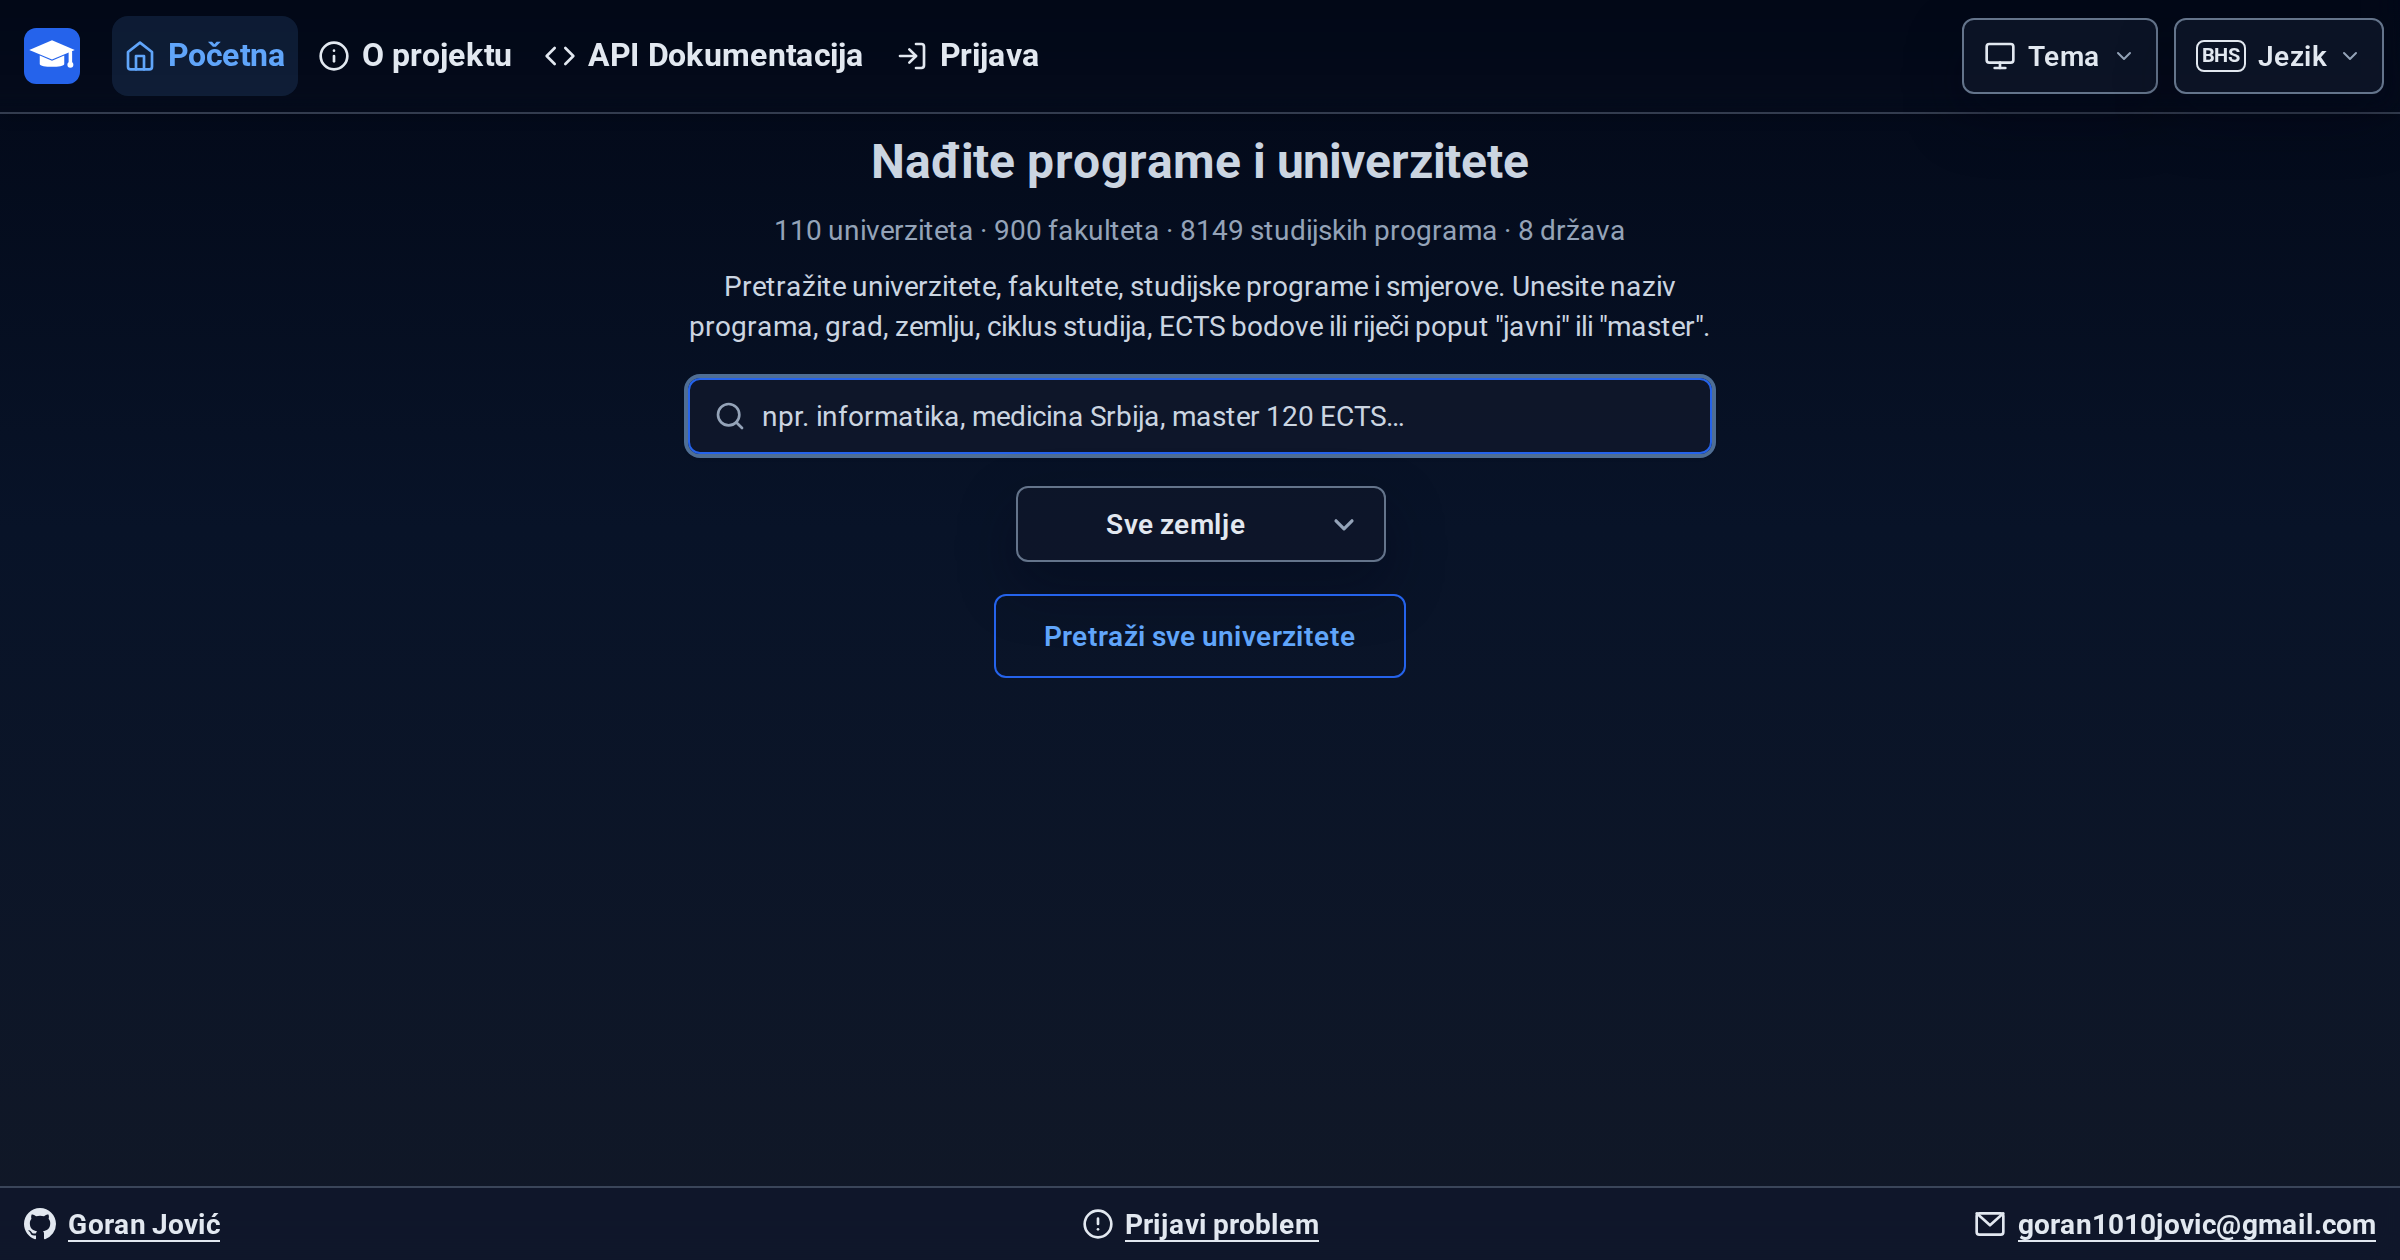 Početna
O projektu
API Dokumentacija
Prijava
Tema
BHS Jezik
Nađite programe i univerzitete
110 univerziteta · 900 fakulteta · 8149 studijskih programa · 8 država
Pretražite univerzitete, fakultete, studijske programe i smjerove. Unesite naziv
programa, grad, zemlju, ciklus studija, ECTS bodove ili riječi poput "javni" ili "master".
npr. informatika, medicina Srbija, master 120 ECTS...
Sve zemlje
Pretraži sve univerzitete
Goran Jović
Prijavi problem
goran1010jovic@gmail.com